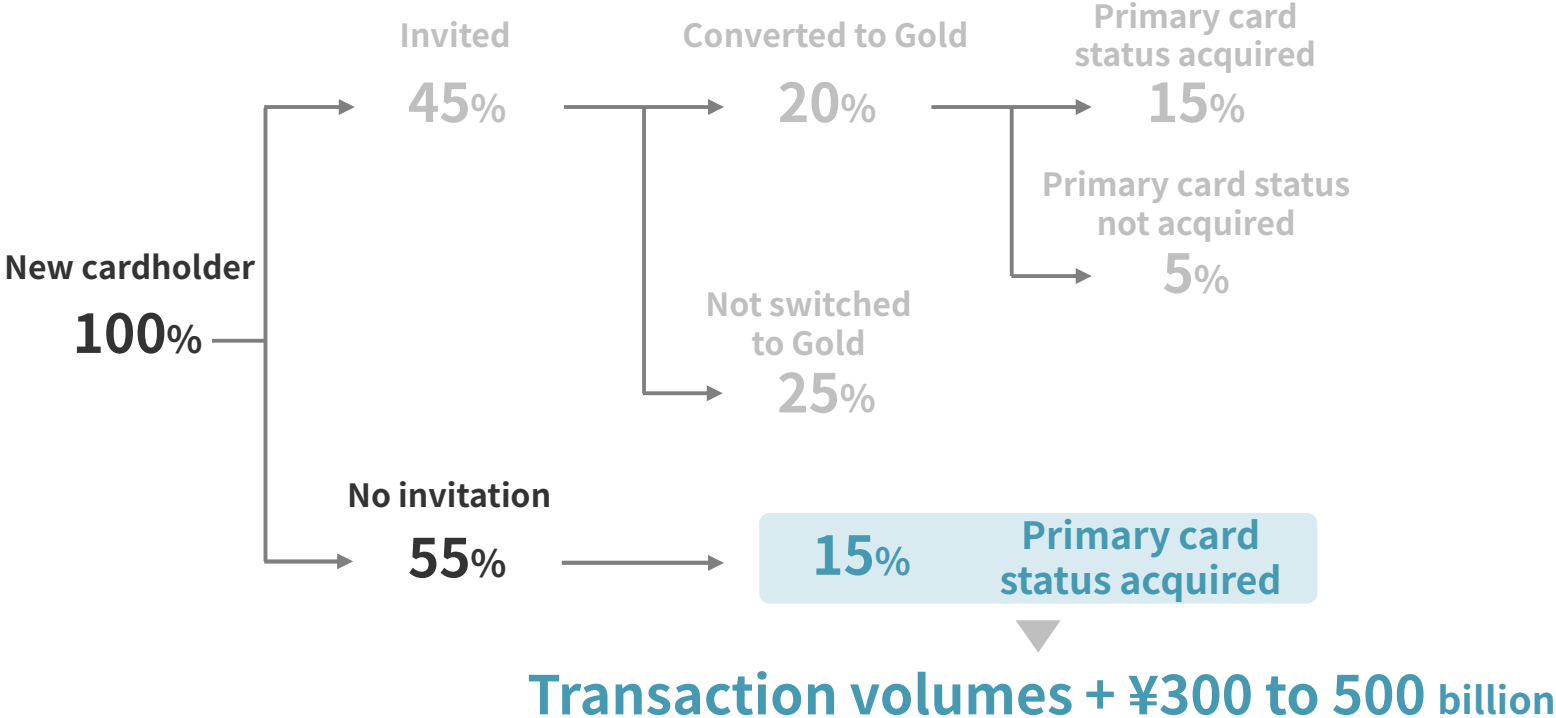 Invited
45%
Converted to Gold
20%
Primary card
status acquired
15%
Primary card status
not acquired
5%
New cardholder
100%
Not switched
to Gold
25%
No invitation
55%
15%
Primary card
status acquired
Transaction volumes + ¥300 to 500 billion